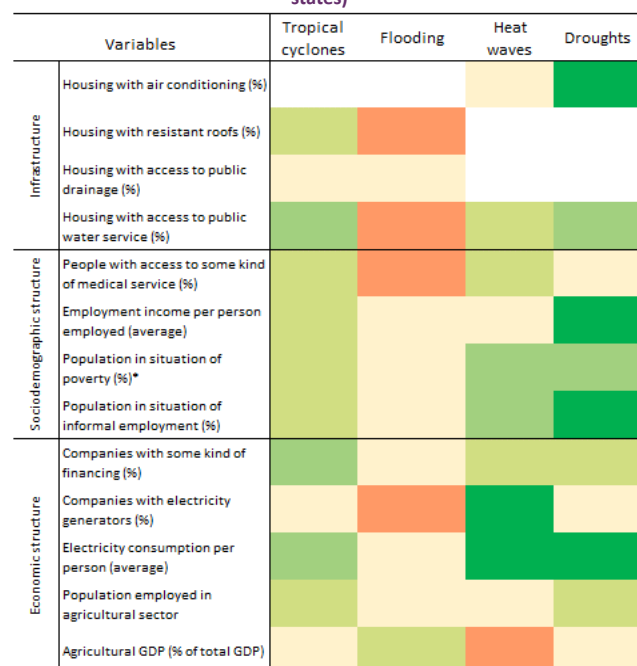 states)
Variables
Tropical
cyclones
Flooding
Heat
waves
Droughts
Infrastructure
Housing with air conditioning (%)
Housing with resistant roofs (%)
Housing with access to public
drainage (%)
Housing with access to public
water service (%)
Sociodemographic structure
People with access to some kind
of medical service (%)
Employment income per person
employed (average)
Population in situation of
poverty (%)*
Population in situation of
informal employment (%)
Economic structure
Companies with some kind of
financing (%)
Companies with electricity
generators (%)
Electricity consumption per
person (average)
Population employed in
agricultural sector
Agricultural GDP (% of total GDP)